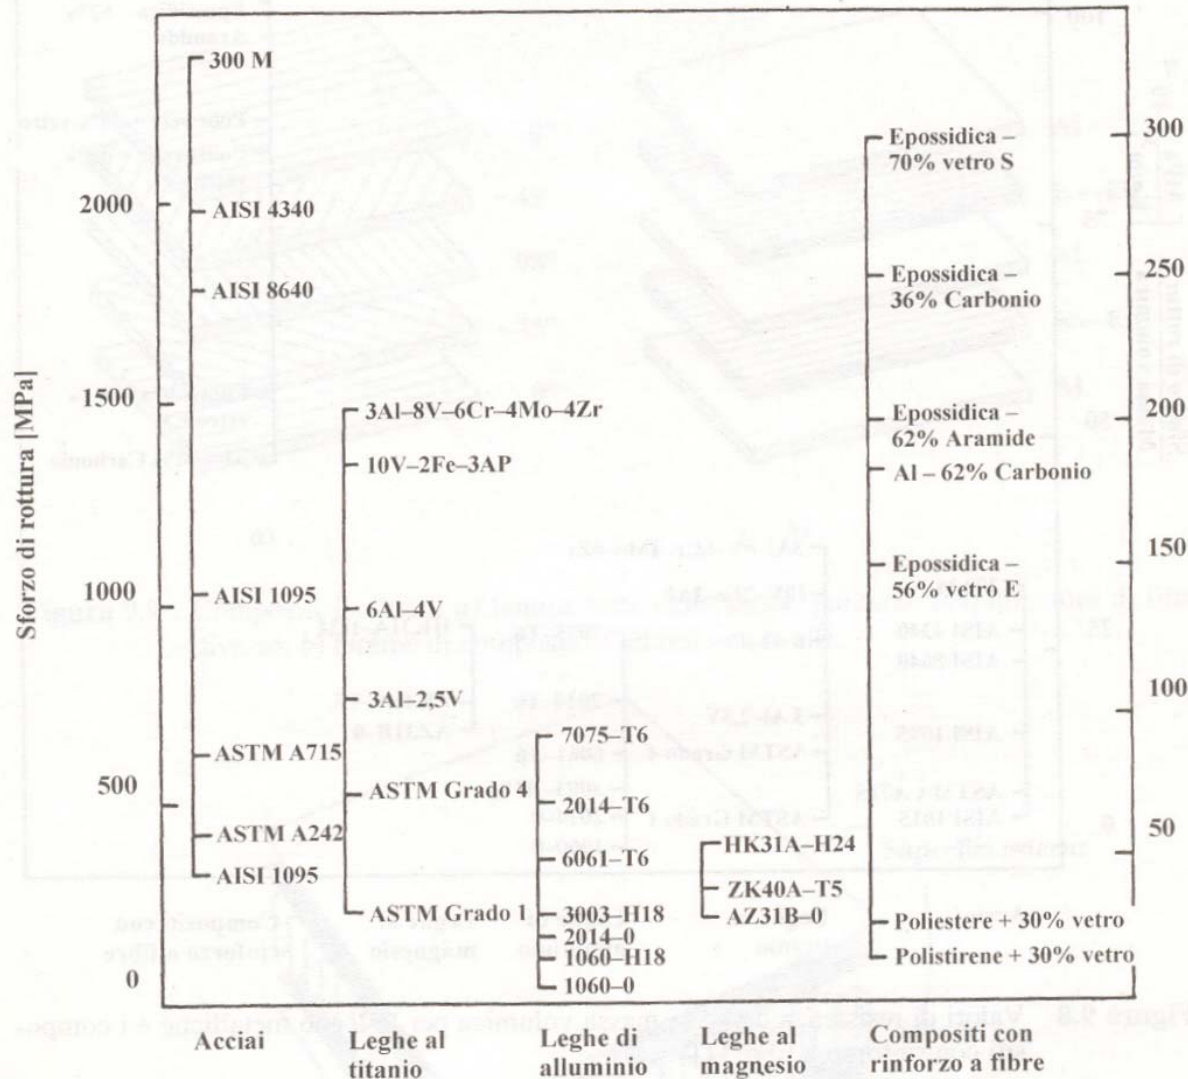 Sforzo di rottura [MPa]
2000
1500
1000
500
0
300 M
AISI 4340
AISI 8640
AISI 1095
ASTM A715
ASTM A242
AISI 1095
Acciai
3Al–8V–6Cr–4Mo–4Zr
10V–2Fe–3AP
6Al–4V
3Al–2,5V
ASTM Grado 4
ASTM Grado 1
Leghe al
titanio
7075–T6
2014–T6
6061–T6
3003–H18
2014–0
1060–H18
1060–0
Leghe di
alluminio
HK31A–H24
ZK40A–T5
AZ31B–0
Leghe al
magnesio
Epossidica –
70% vetro S
Epossidica –
36% Carbonio
Epossidica –
62% Aramide
Al – 62% Carbonio
Epossidica –
56% vetro E
Poliestere + 30% vetro
Polistirene + 30% vetro
Compositi con
rinforzo a fibre
300
250
200
150
100
50